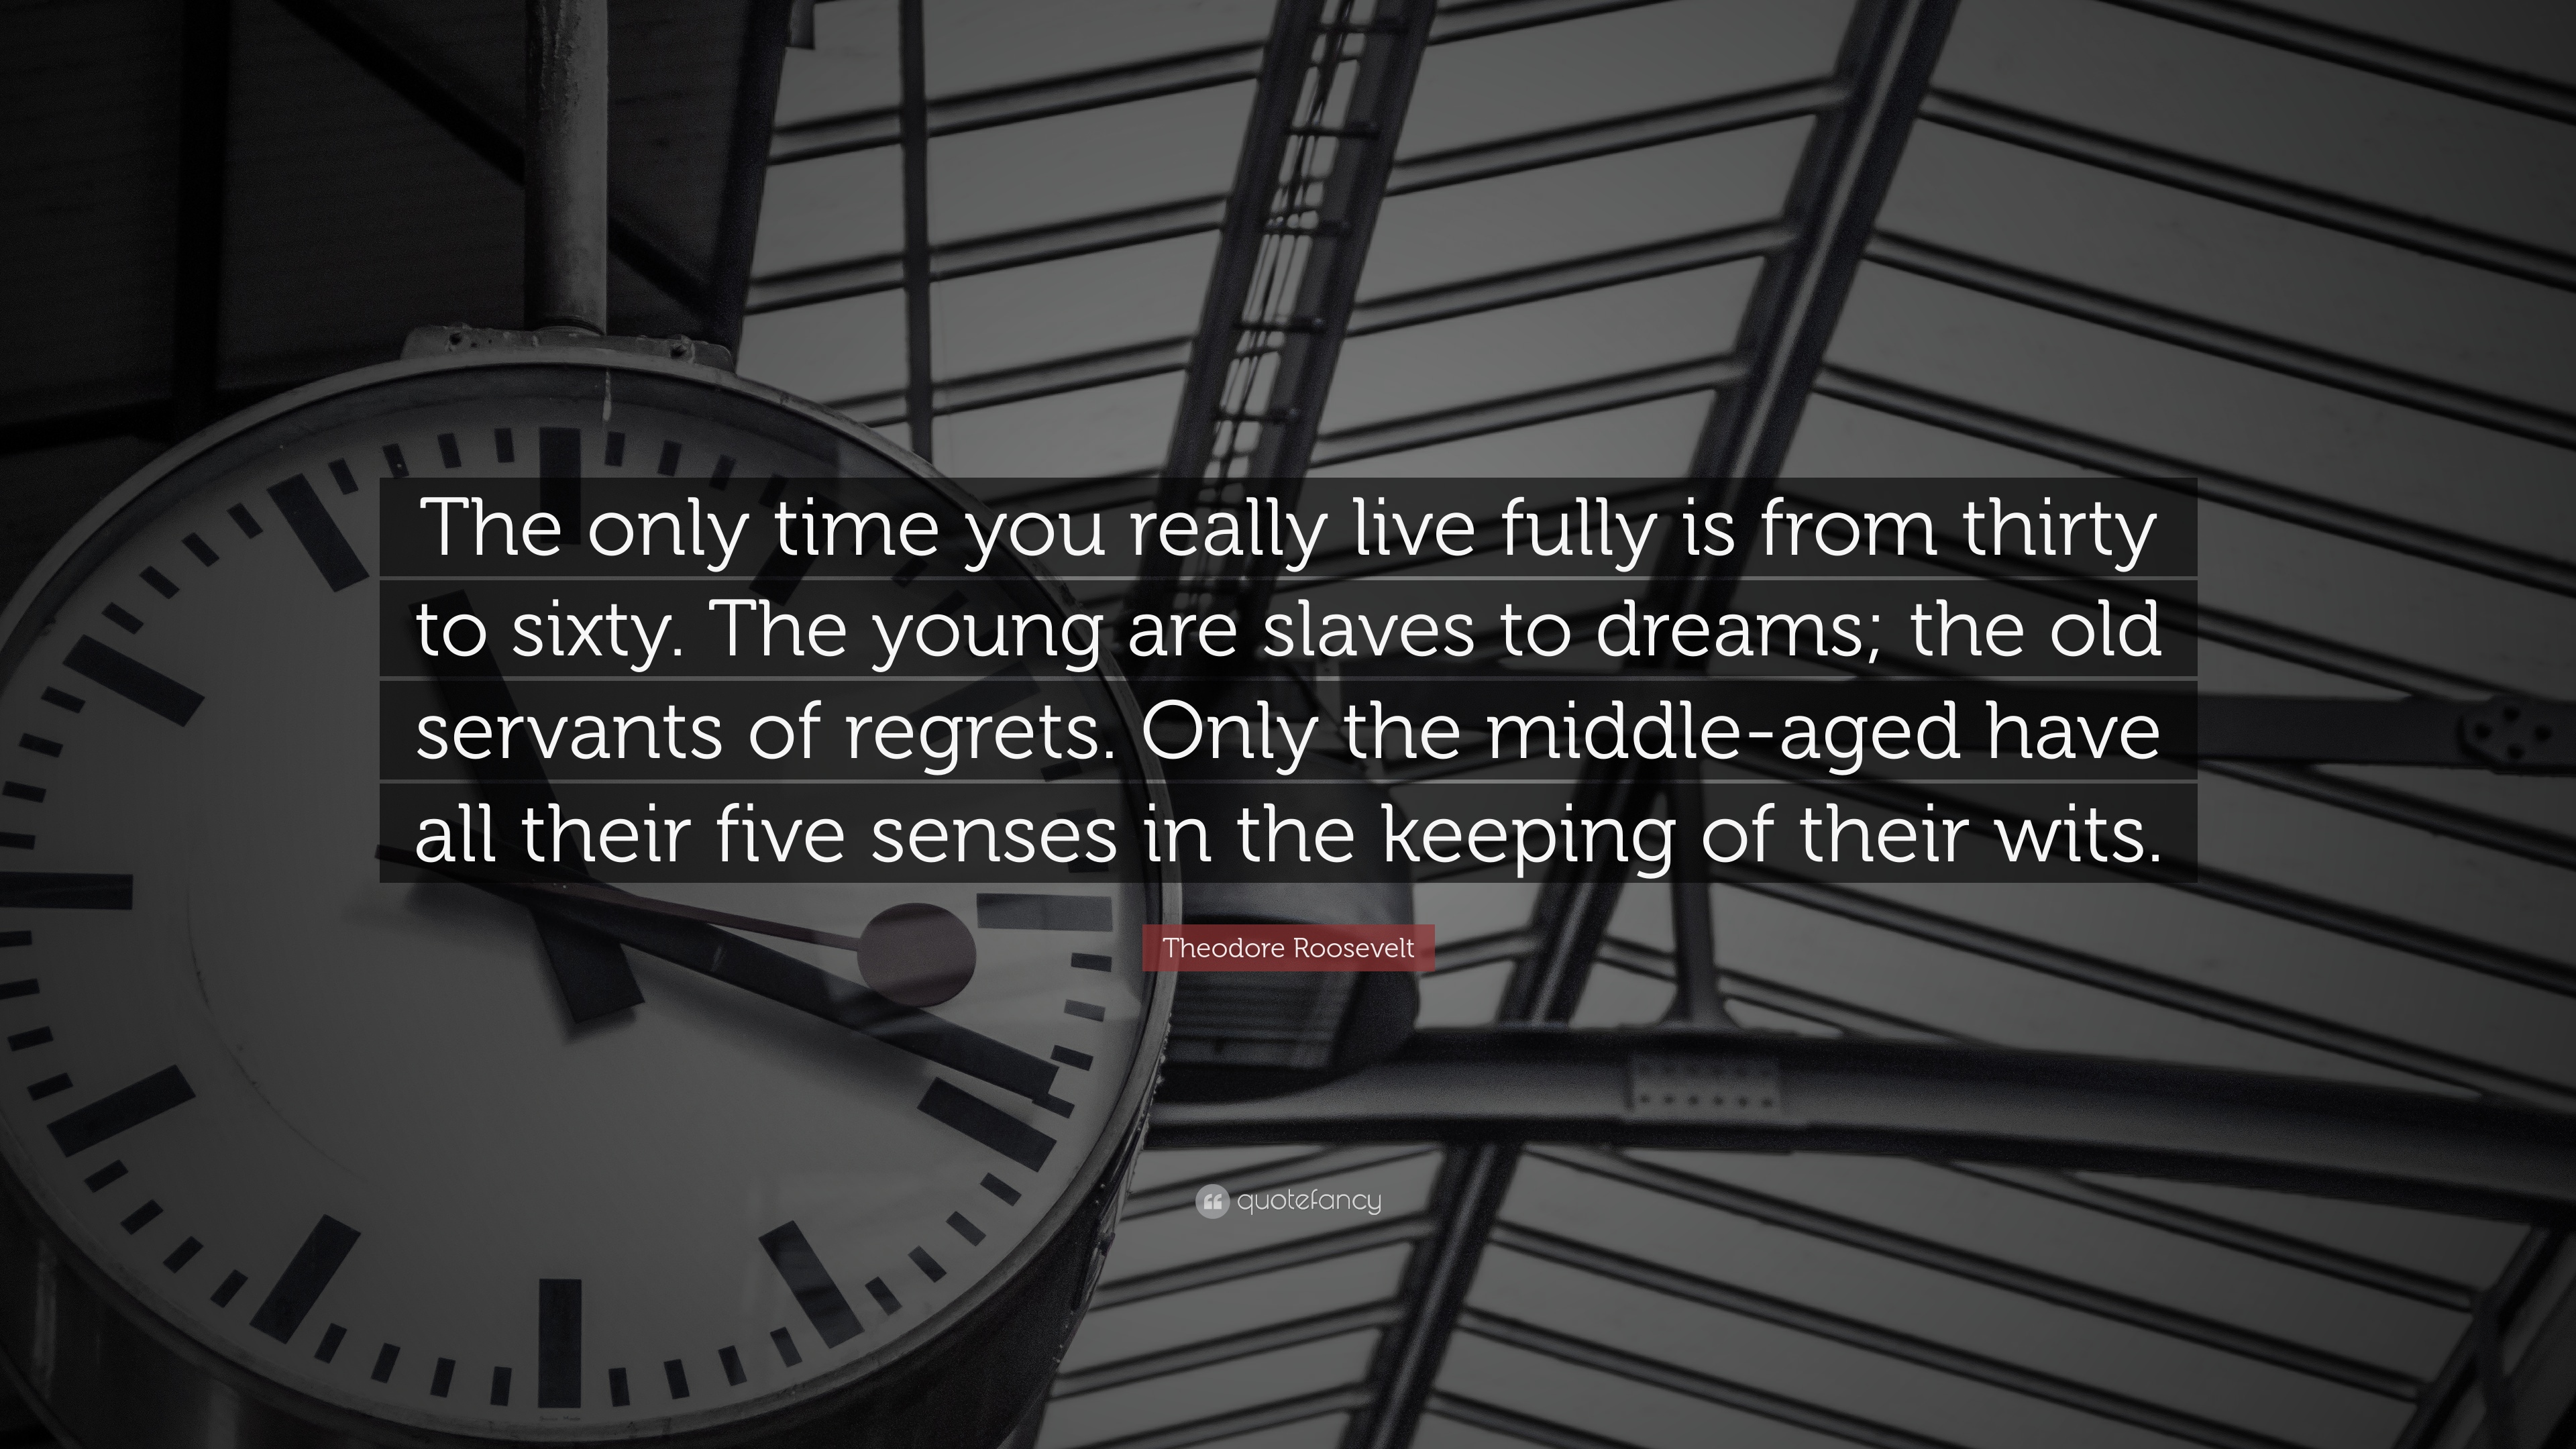 The only time you really live fully is from thirty
to sixty. The young are slaves to dreams; the old
servants of regrets. Only the middle-aged have
all their five senses in the keeping of their wits.
Theodore Roosevelt
quotefancy